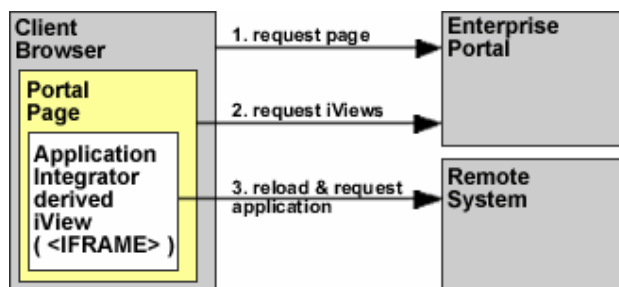 Client
Browser
Portal
Page
Application
Integrator
derived
iView
( <IFRAME> )
1. request page
2. request iViews
3. reload & request
application
Enterprise
Portal
Remote
System